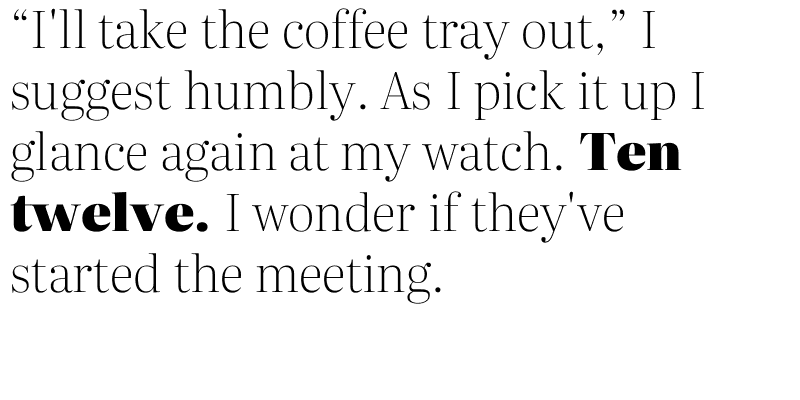 “I'll take the coffee tray out,” I
suggest humbly. As I pick it up I
glance again at my watch. Ten
twelve. I wonder if they've
started the meeting.